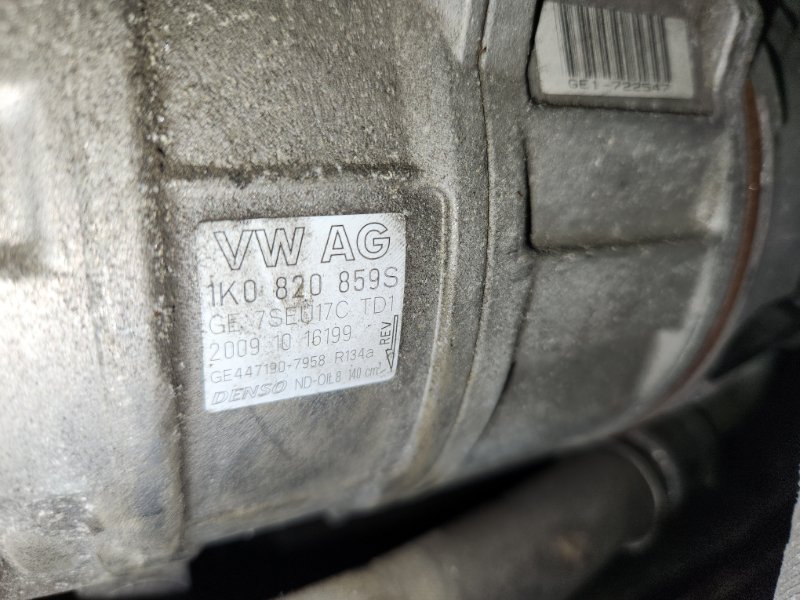 GE1-722547
VW AG
1K0 820 859S
GE 7SEU17C TD1
2009 10 16199
REV
GE447190-7958 R134a
DENSO ND-OIL8 140 cm³